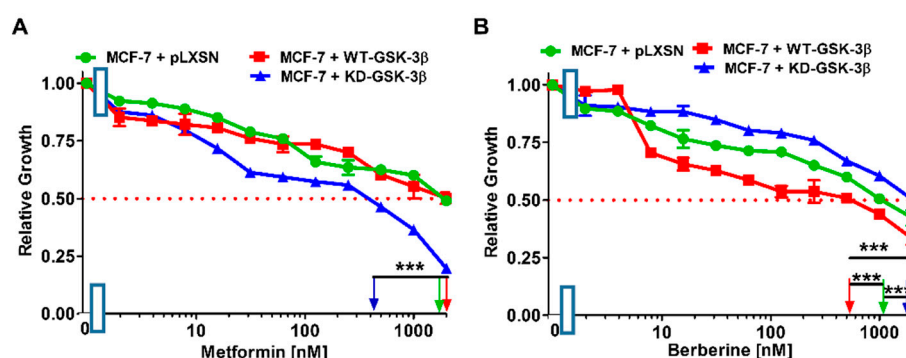 A
MCF-7 + pLXSN
MCF-7 + WT-GSK-3β
MCF-7 + KD-GSK-3β
Relative Growth
1.00
0.75
0.50
0.25
0.00
***
0
10
100
1000
Metformin [nM]
B
MCF-7 + pLXSN
MCF-7 + WT-GSK-3β
MCF-7 + KD-GSK-3β
Relative Growth
1.00
0.75
0.50
0.25
0.00
***
***
***
0
10
100
1000
Berberine [nM]